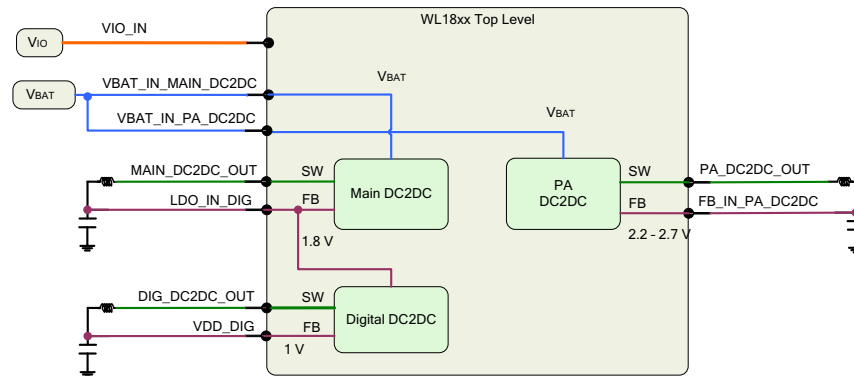 WL18xx Top Level
VIO
VIO_IN
VBAT
VBAT_IN_MAIN_DC2DC
VBAT
VBAT_IN_PA_DC2DC
VBAT
MAIN_DC2DC_OUT
SW
Main DC2DC
LDO_IN_DIG
FB
1.8 V
PA
DC2DC
SW
PA_DC2DC_OUT
FB
FB_IN_PA_DC2DC
2.2 – 2.7 V
DIG_DC2DC_OUT
SW
Digital DC2DC
VDD_DIG
FB
1 V